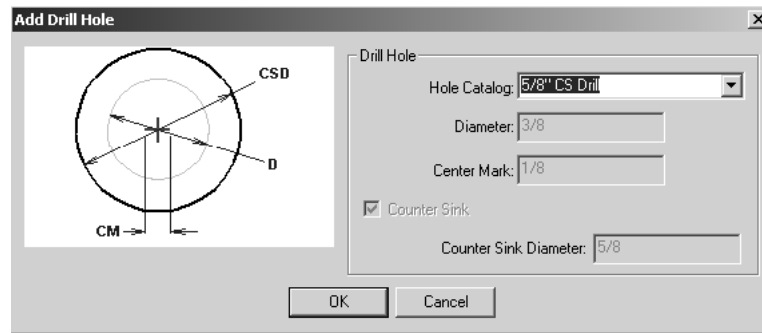 Add Drill Hole
CSD
D
CM
Drill Hole
Hole Catalog: 5/8" CS Drill
Diameter: 3/8
Center Mark: 1/8
Counter Sink
Counter Sink Diameter: 5/8
OK Cancel